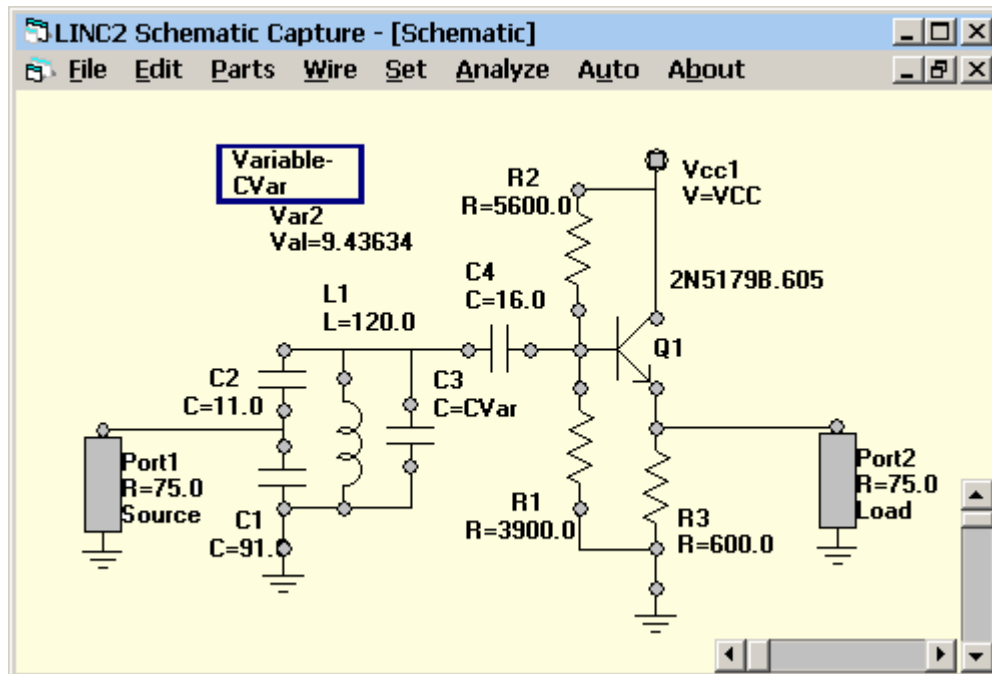 LINC2 Schematic Capture - [Schematic]
File Edit Parts Wire Set Analyze Auto About
Variable-
CVar
Var2
Val=9.43634
R2
R=5600.0
Vcc1
V=VCC
C4
C=16.0
2N5179B.605
L1
L=120.0
Q1
C2
C=11.0
C3
C=CVar
Port1
R=75.0
Source
C1
C=91.0
R1
R=3900.0
R3
R=600.0
Port2
R=75.0
Load